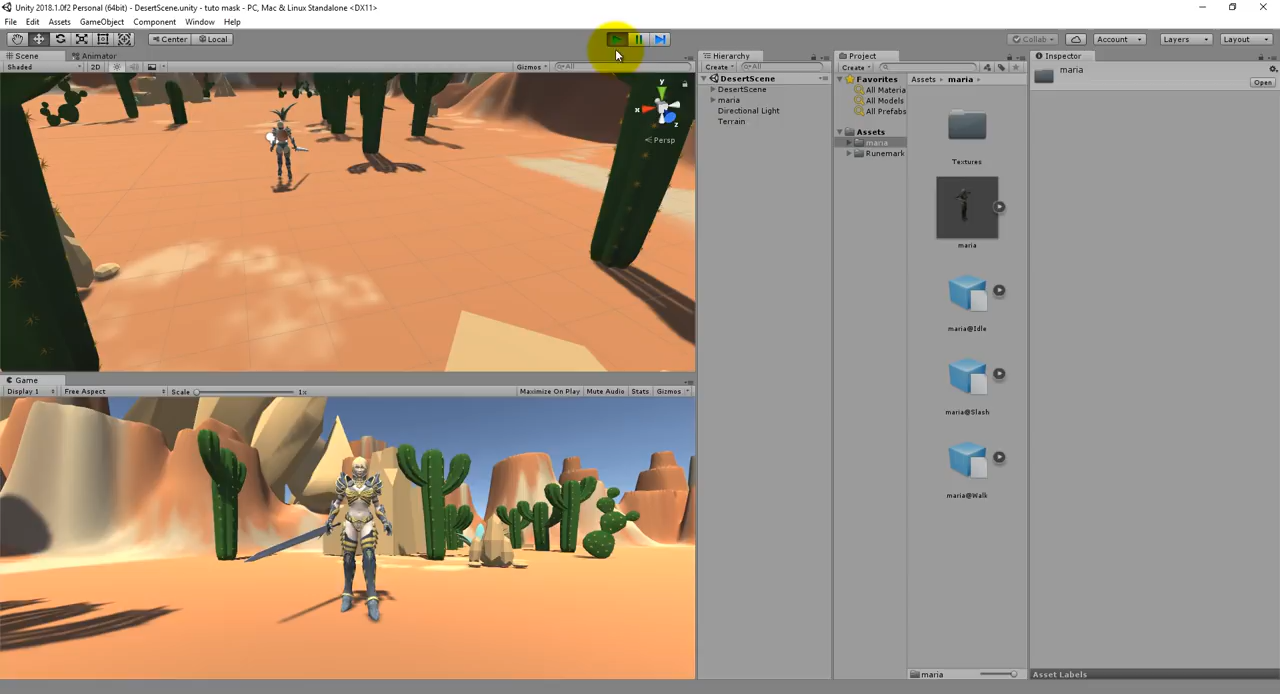 Unity 2018.1.0f2 Personal (64bit) - DesertScene.unity - tuto mask - PC, Mac & Linux Standalone <DX11>
File Edit Assets GameObject Component Window Help
Center Local Collab Account Layers Layout
Scene Animator
Shaded 2D Gizmos All
y
x
z
Persp
Game
Display 1 Free Aspect Scale 1x Maximize On Play Mute Audio Stats Gizmos
Hierarchy
Create All
DesertScene
DesertScene
maria
Directional Light
Terrain
Project
Create
Favorites
All Materia
All Models
All Prefabs
Assets
maria
Runemark
Assets maria
Textures
maria
maria@Idle
maria@Slash
maria@Walk
maria
Inspector
maria
Open
Asset Labels